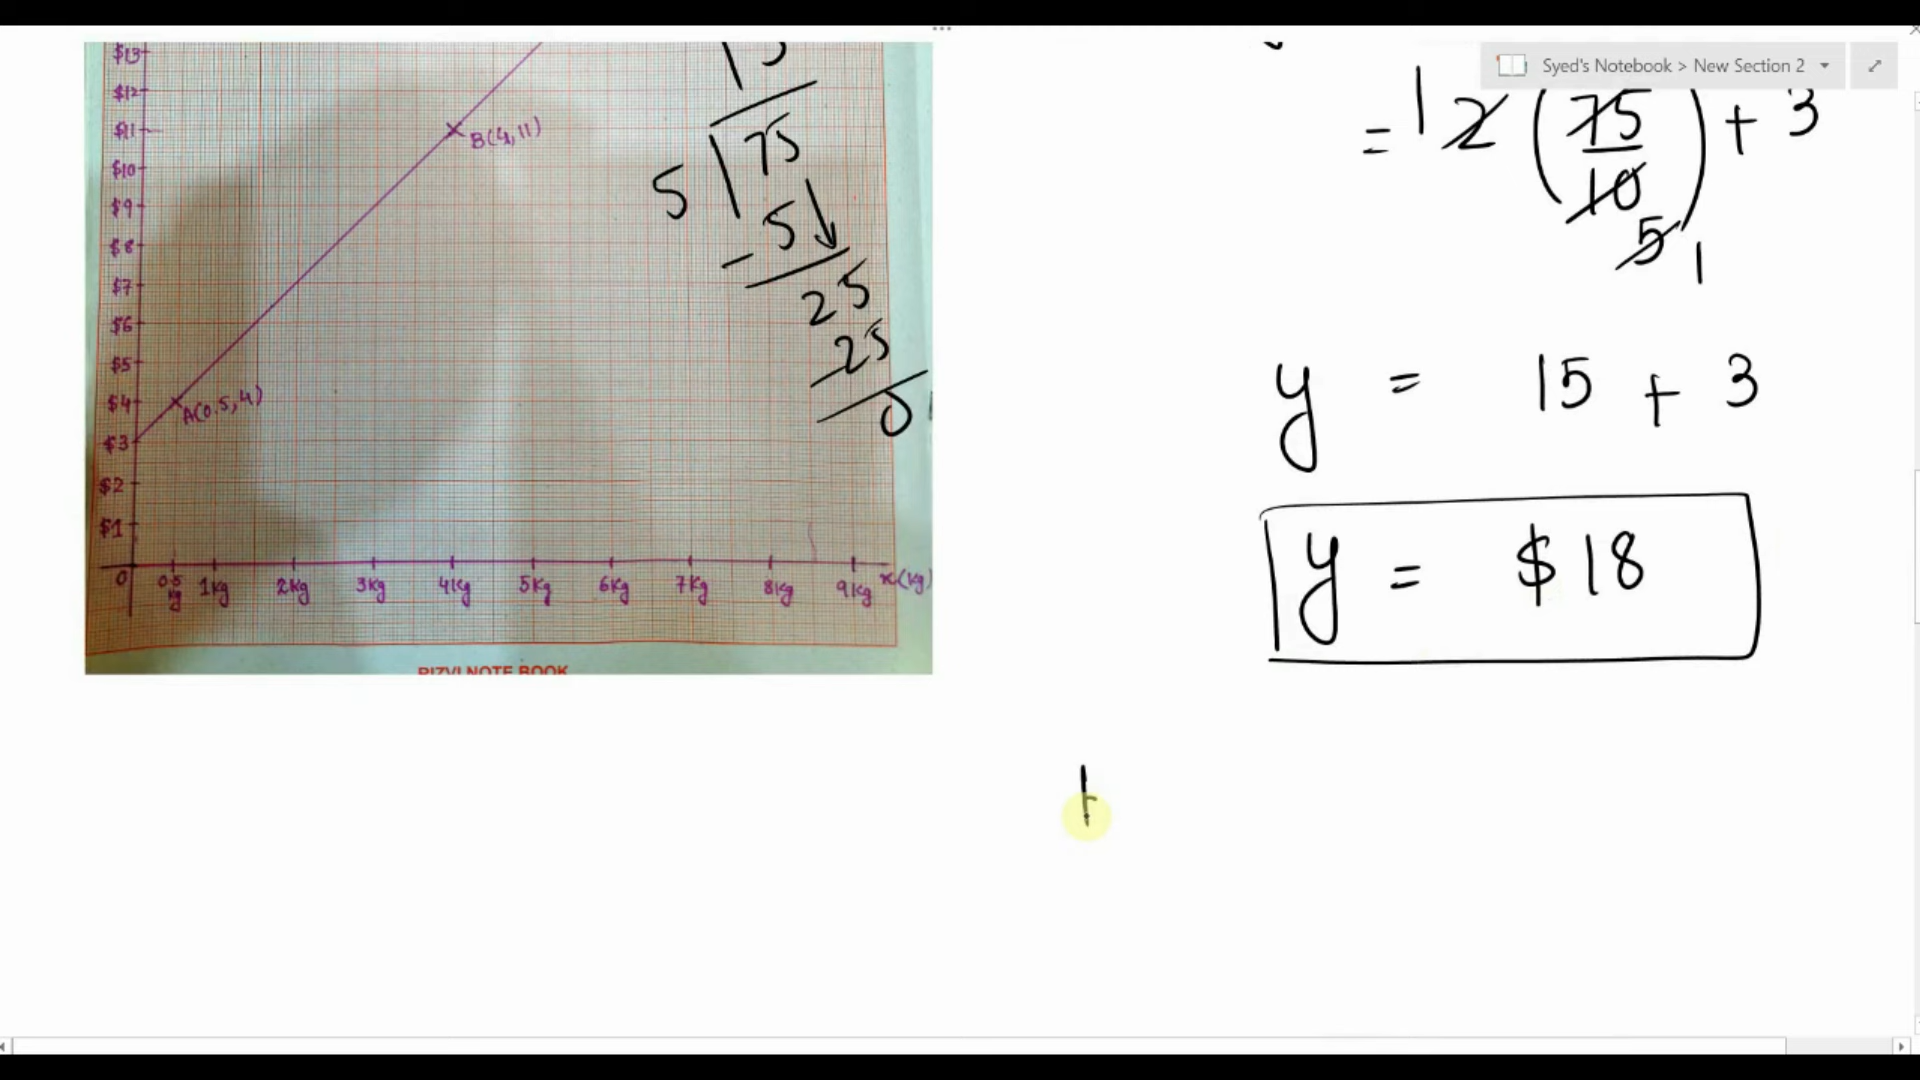 Syed's Notebook > New Section 2
$13
$12
$11
$10
$9
$8
$7
$6
$5
$4
$3
$2
$1
0
B(4,11)
A(0.5,4)
0.5 kg 1kg 2kg 3kg 4kg 5kg 6kg 7kg 8kg 9kg x(kg)
RIZVI NOTE BOOK
15
5 75
- 5
25
25
0
= 1 2 (75/10) + 3
5 1
y = 15 + 3
y = $18